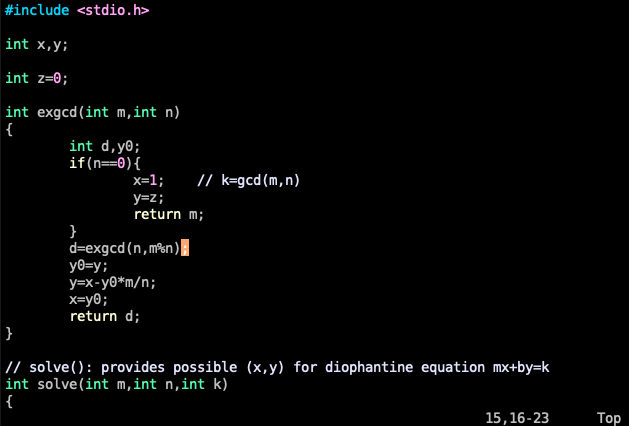 #include <stdio.h>
int x,y;
int z=0;
int exgcd(int m,int n)
{
int d,y0;
if(n==0){
x=1; // k=gcd(m,n)
y=z;
return m;
}
d=exgcd(n,m%n);
y0=y;
y=x-y0*m/n;
x=y0;
return d;
}
// solve(): provides possible (x,y) for diophantine equation mx+by=k
int solve(int m,int n,int k)
{
15,16-23 Top